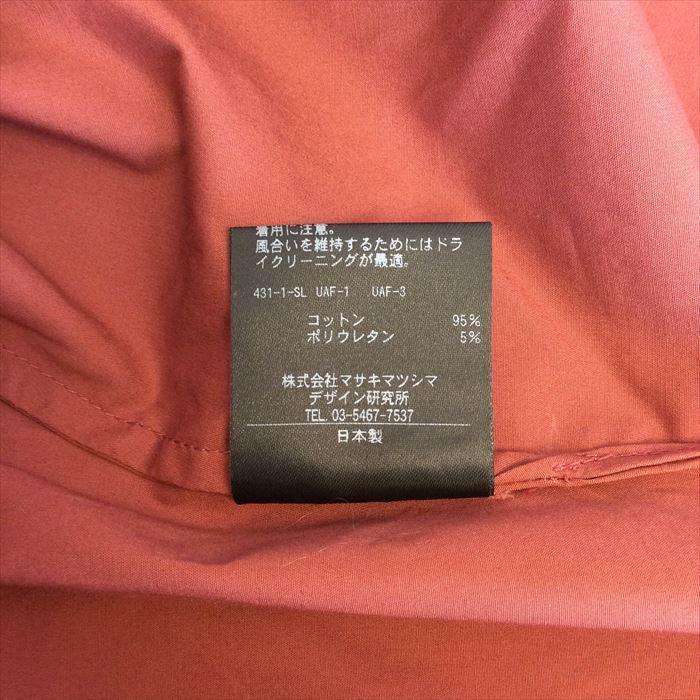 着用に注意。
風合いを維持するためにはドラ
イクリーニングが最適。
431-1-SL UAF-1 UAF-3
コットン 95%
ポリウレタン 5%
株式会社マサキマツシマ
デザイン研究所
TEL. 03-5467-7537
日本製